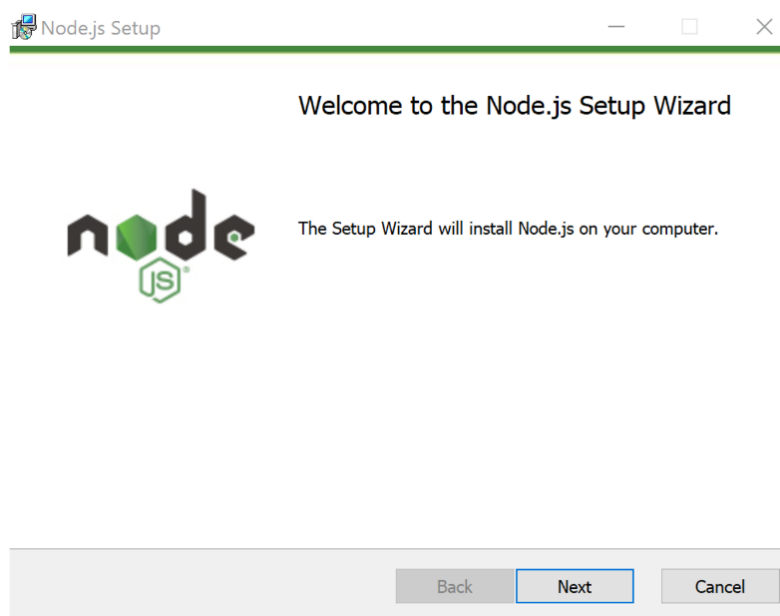 Node.js Setup
Welcome to the Node.js Setup Wizard
node
JS®
The Setup Wizard will install Node.js on your computer.
Back Next Cancel